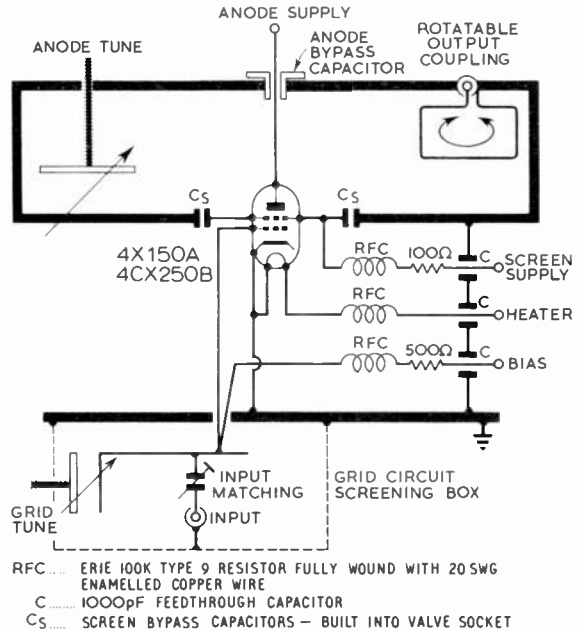 ANODE SUPPLY
ANODE TUNE
ANODE
BYPASS
CAPACITOR
ROTATABLE
OUTPUT
COUPLING
CS
CS
4X150A
4CX250B
RFC
100Ω
C
SCREEN
SUPPLY
RFC
C
HEATER
RFC
500Ω
C
BIAS
GRID
TUNE
INPUT
MATCHING
INPUT
GRID CIRCUIT
SCREENING BOX
RFC.... ERIE 100K TYPE 9 RESISTOR FULLY WOUND WITH 20 SWG
ENAMELLED COPPER WIRE
C...... 1000pF FEEDTHROUGH CAPACITOR
CS..... SCREEN BYPASS CAPACITORS – BUILT INTO VALVE SOCKET